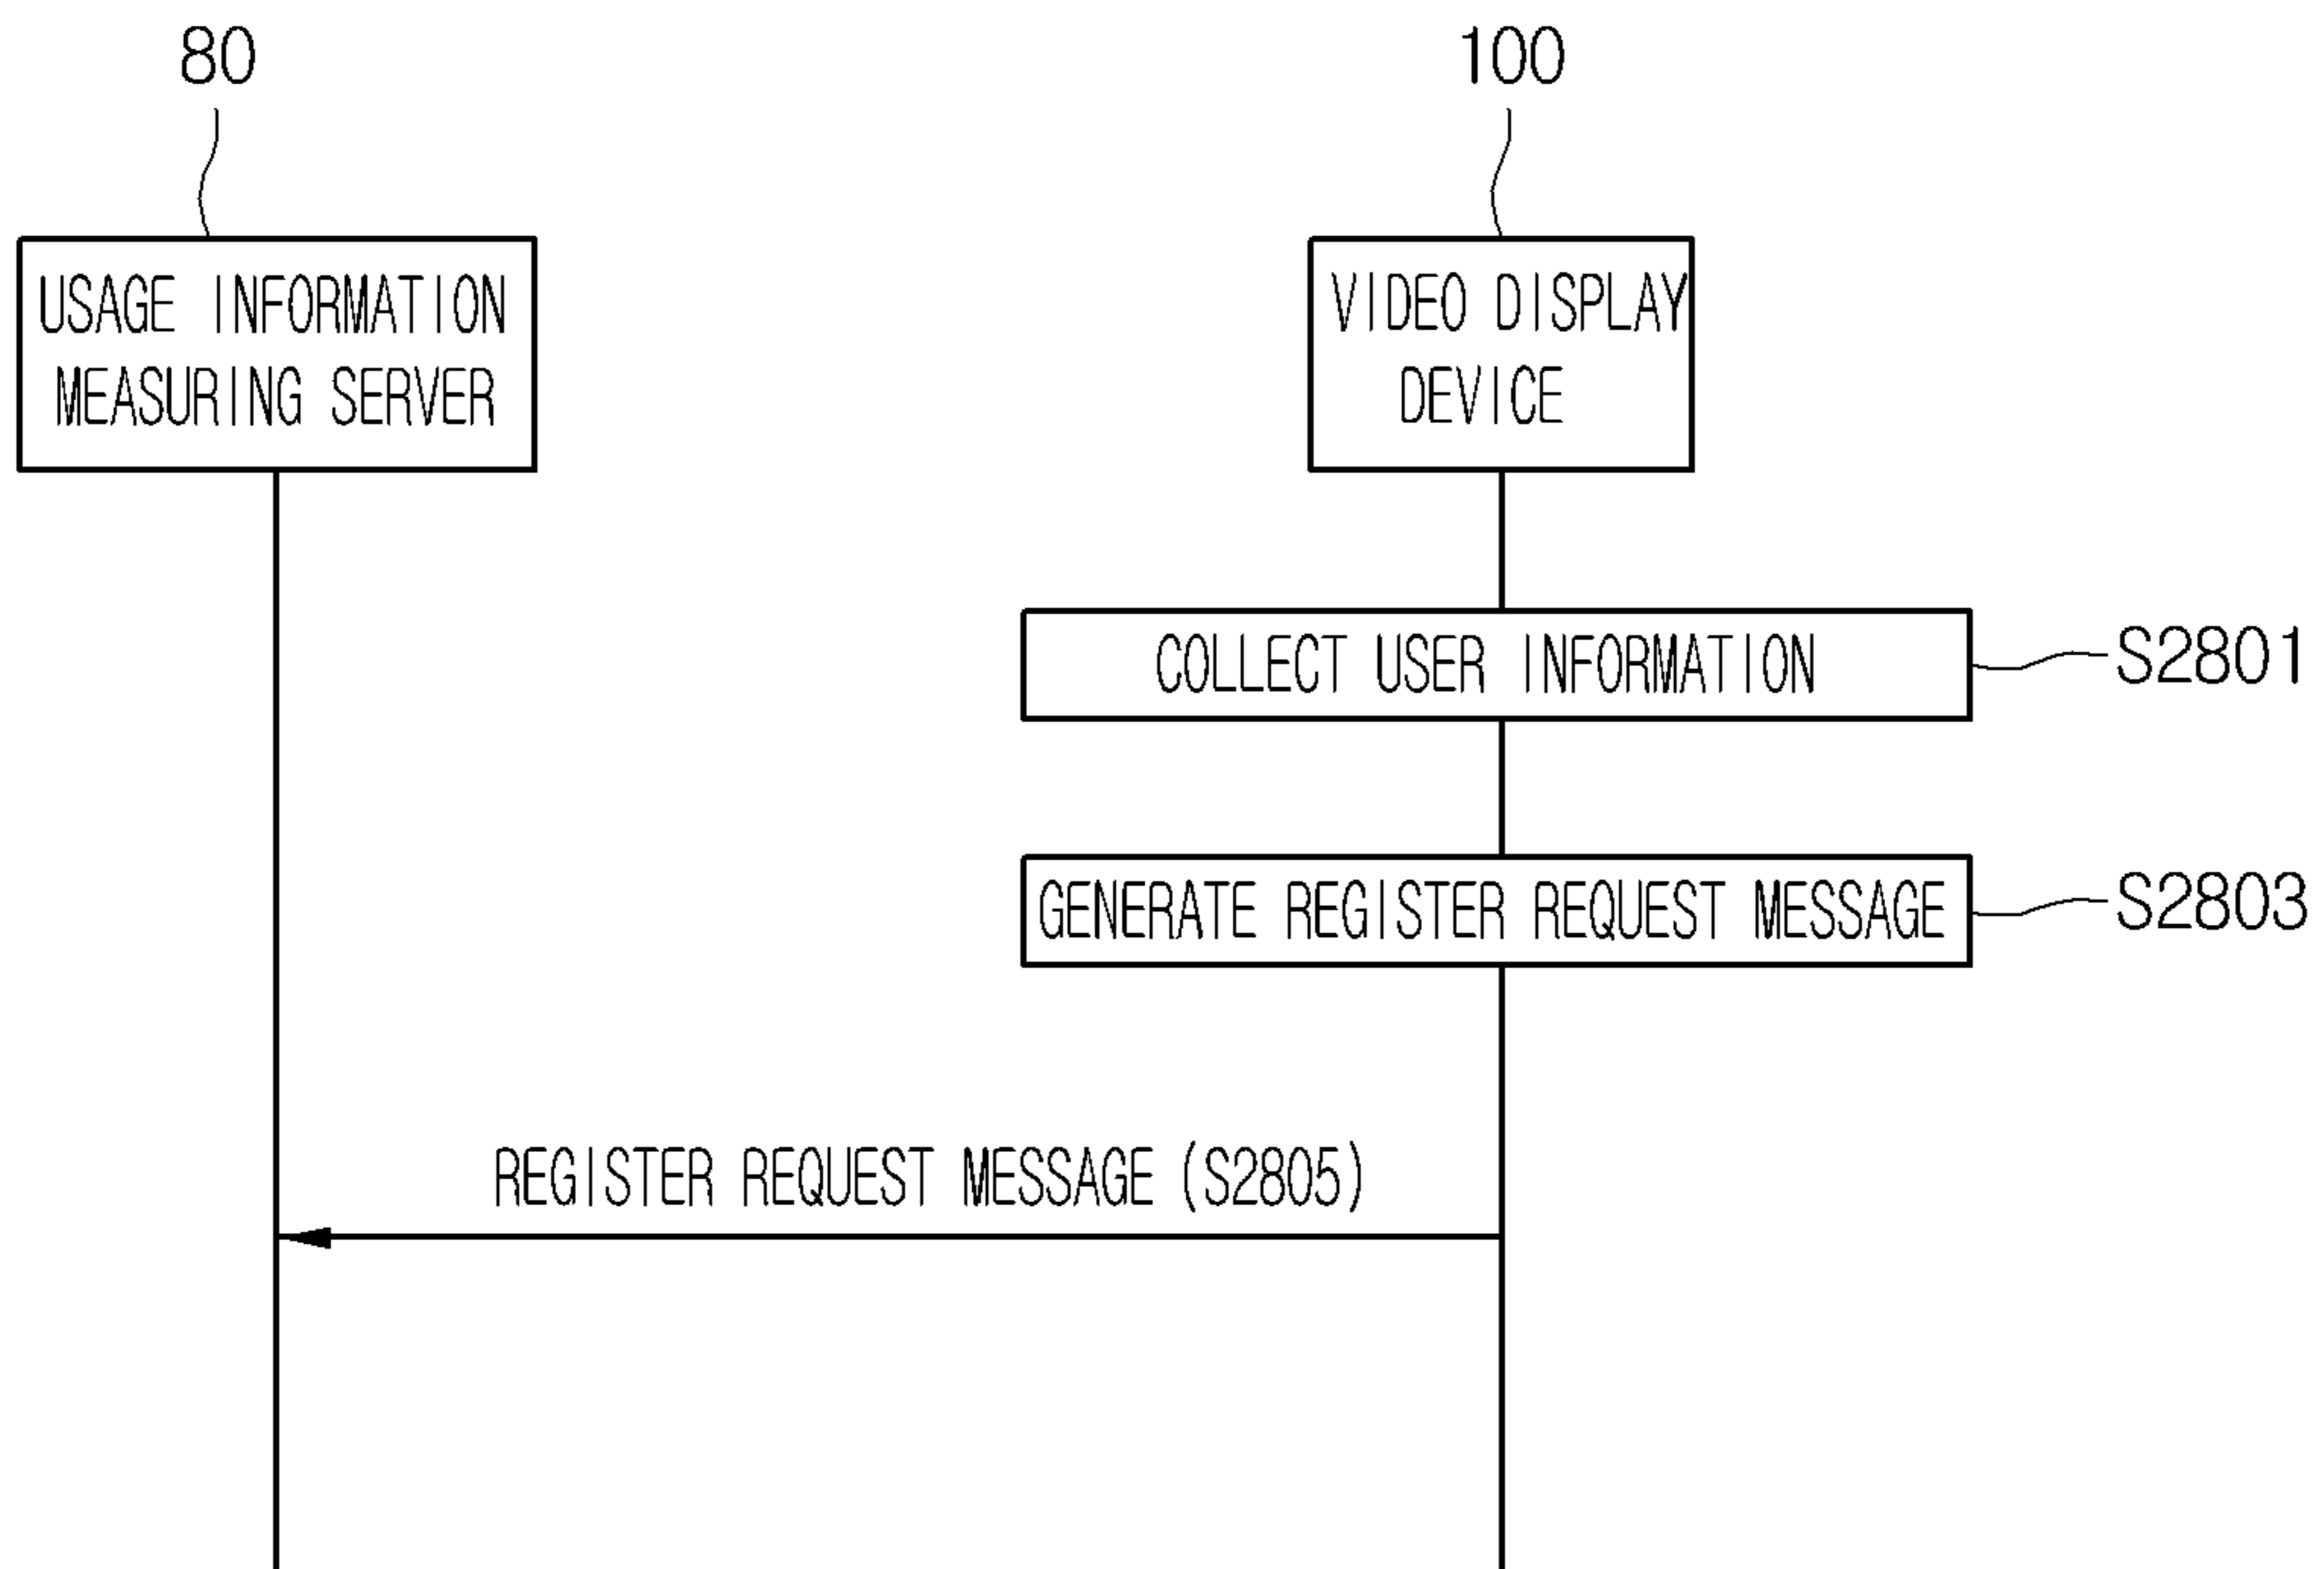 80
100
USAGE INFORMATION
MEASURING SERVER
VIDEO DISPLAY
DEVICE
COLLECT USER INFORMATION
S2801
GENERATE REGISTER REQUEST MESSAGE
S2803
REGISTER REQUEST MESSAGE (S2805)